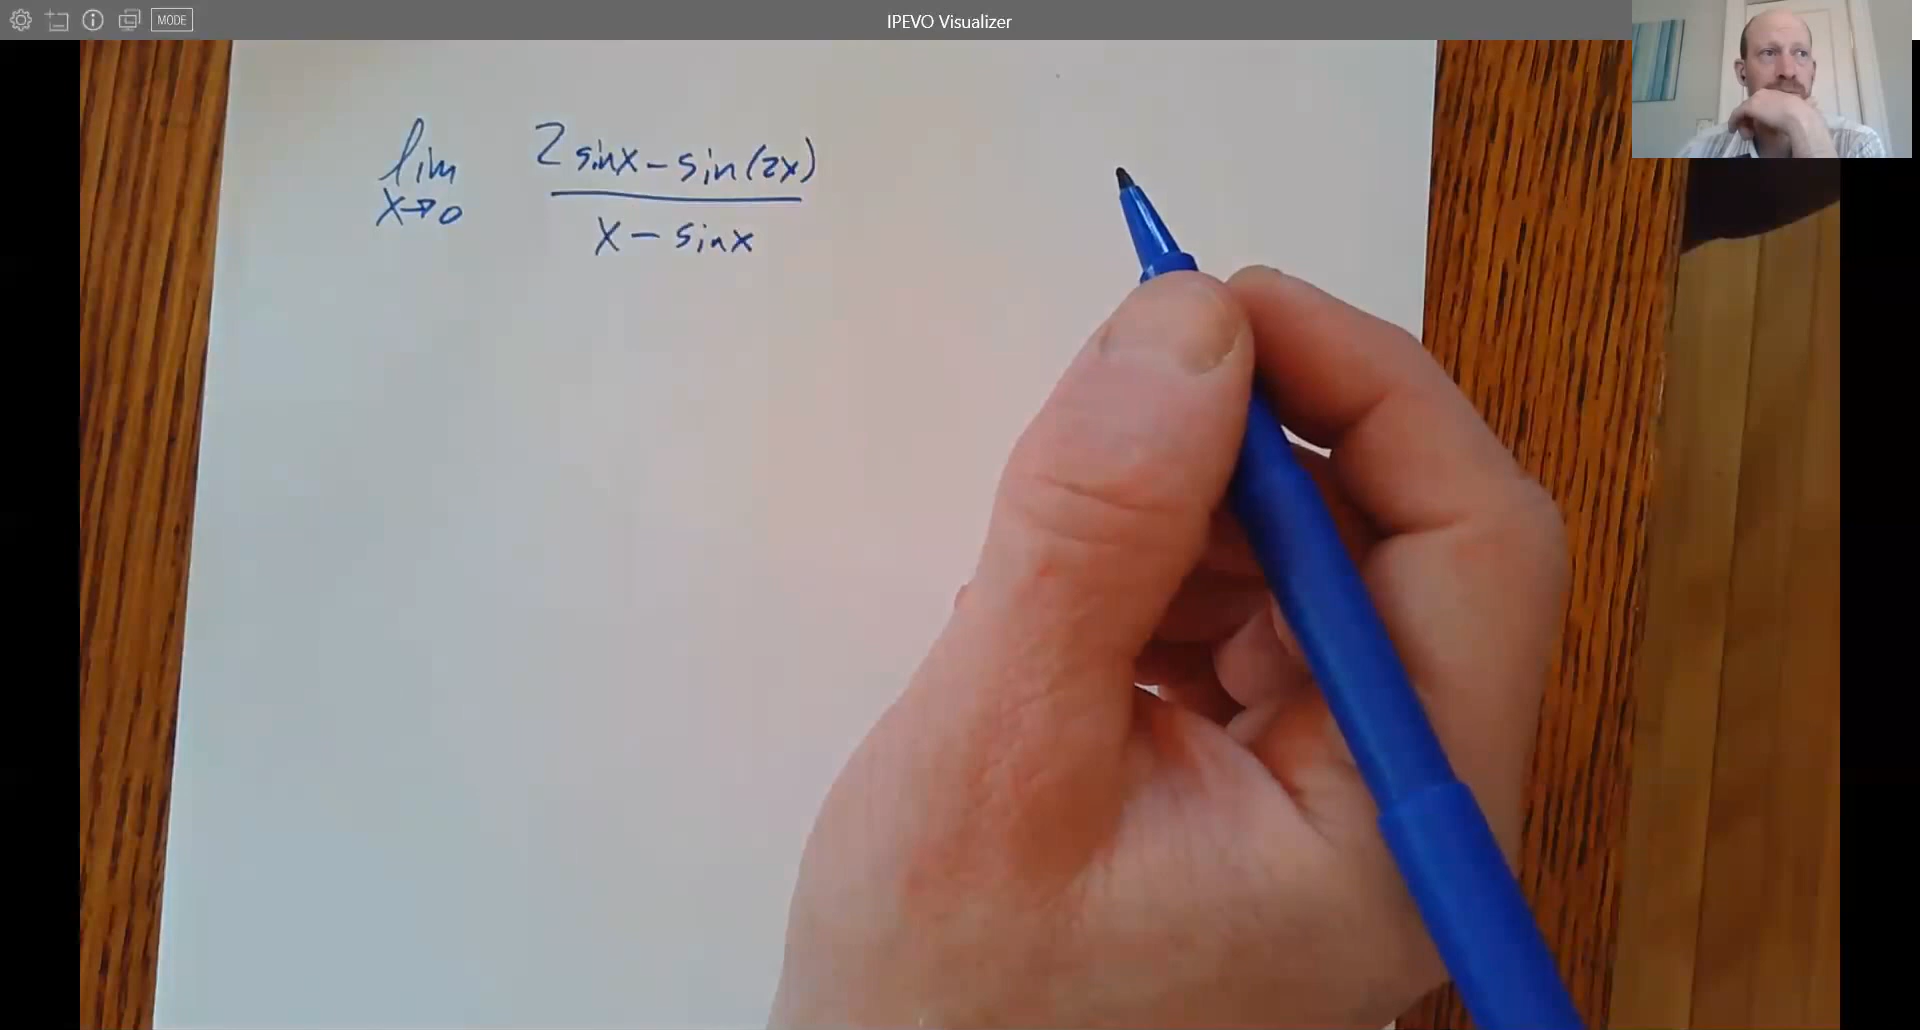 MODE
IPEVO Visualizer
lim 2 sinx - sin(2x)
x→0 x - sinx